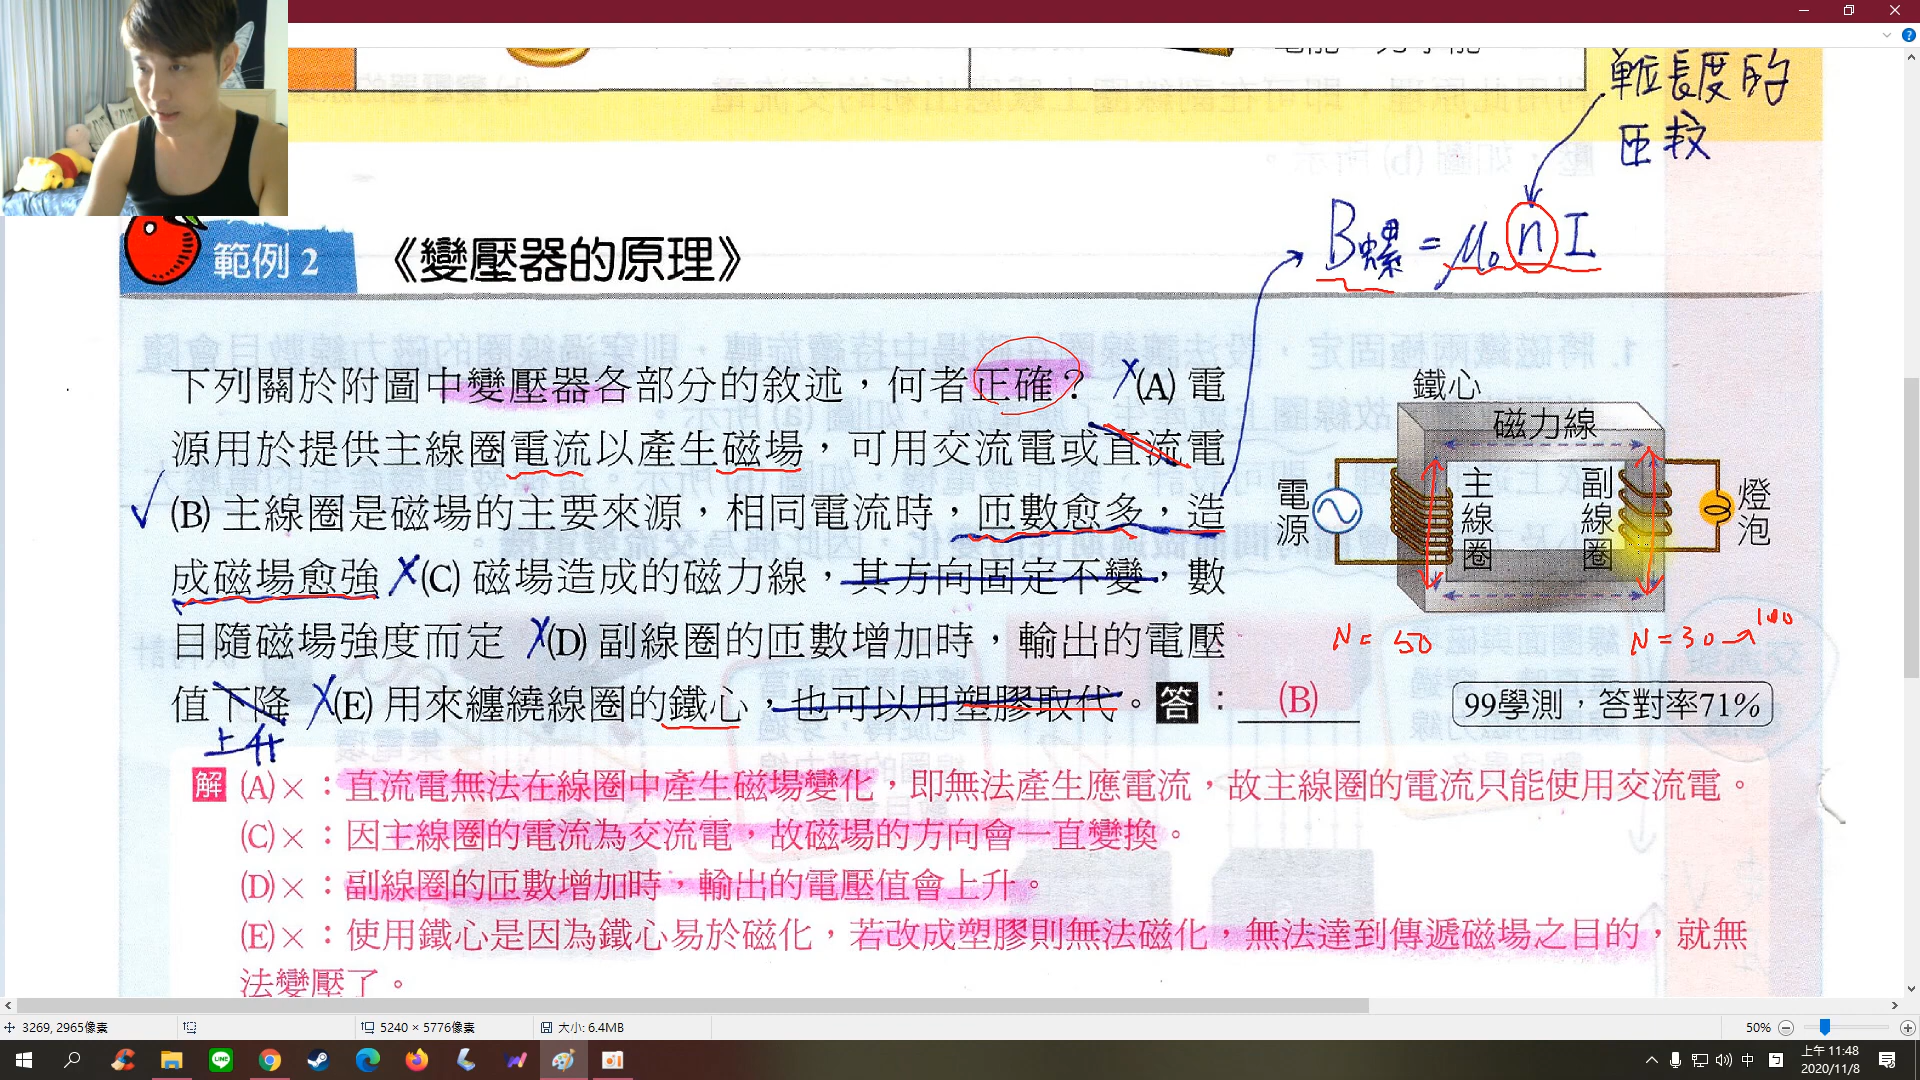 單位長度的
匝数
範例 2
《變壓器的原理》
B螺 = μ₀ n I
下列關於附圖中變壓器各部分的敘述，何者正確？ (A) 電
源用於提供主線圈電流以產生磁場，可用交流電或直流電
(B) 主線圈是磁場的主要來源，相同電流時，匝數愈多，造
成磁場愈強 (C) 磁場造成的磁力線，其方向固定不變，數
目隨磁場強度而定 (D) 副線圈的匝數增加時，輸出的電壓
值下降 (E) 用來纏繞線圈的鐵心，也可以用塑膠取代。答：(B)
上升
鐵心
磁力線
電源
主線圈
副線圈
燈泡
N = 50
N = 30→100
99學測，答對率71%
解 (A)×：直流電無法在線圈中產生磁場變化，即無法產生應電流，故主線圈的電流只能使用交流電。
(C)×：因主線圈的電流為交流電，故磁場的方向會一直變換。
(D)×：副線圈的匝數增加時，輸出的電壓值會上升。
(E)×：使用鐵心是因為鐵心易於磁化，若改成塑膠則無法磁化，無法達到傳遞磁場之目的，就無
法變壓了。
3269, 2965像素
5240 × 5776像素
大小: 6.4MB
50%
中
上午 11:48
2020/11/8